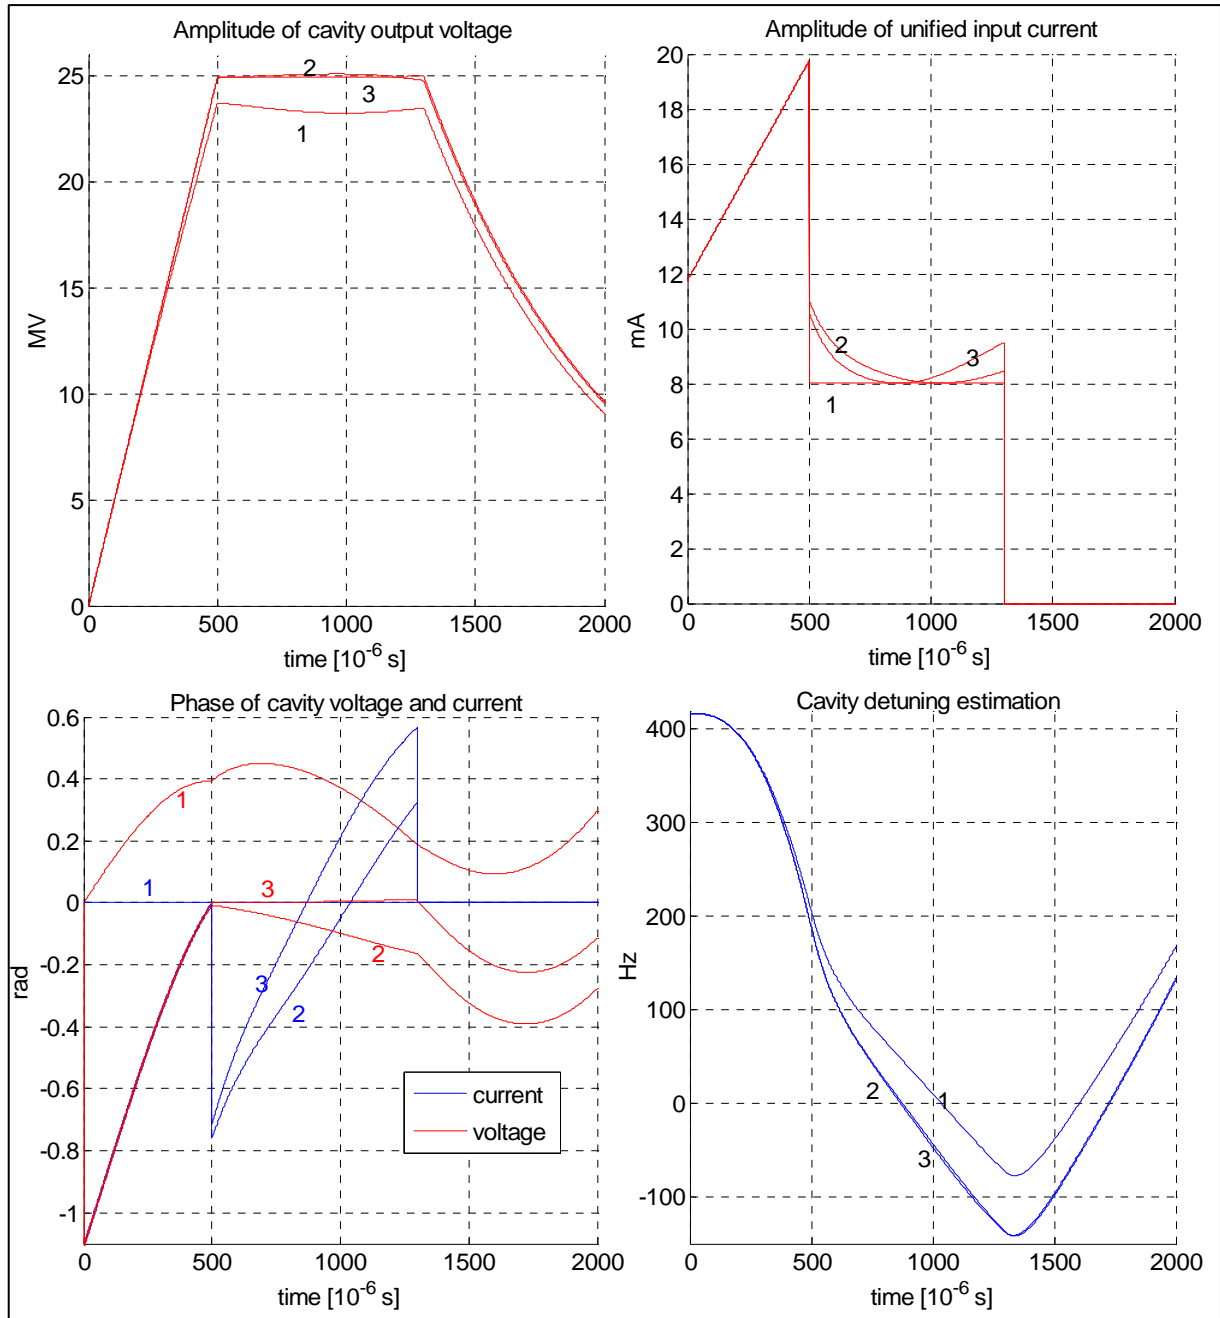 Amplitude of cavity output voltage
25
20
15
10
5
0
MV
2
3
1
0 500 1000 1500 2000
time [10-6 s]
Amplitude of unified input current
20
18
16
14
12
10
8
6
4
2
0
mA
2
3
1
0 500 1000 1500 2000
time [10-6 s]
Phase of cavity voltage and current
0.6
0.4
0.2
0
-0.2
-0.4
-0.6
-0.8
-1
rad
1
1
3
2
3
2
current
voltage
0 500 1000 1500 2000
time [10-6 s]
Cavity detuning estimation
400
300
200
100
0
-100
Hz
2
1
3
0 500 1000 1500 2000
time [10-6 s]